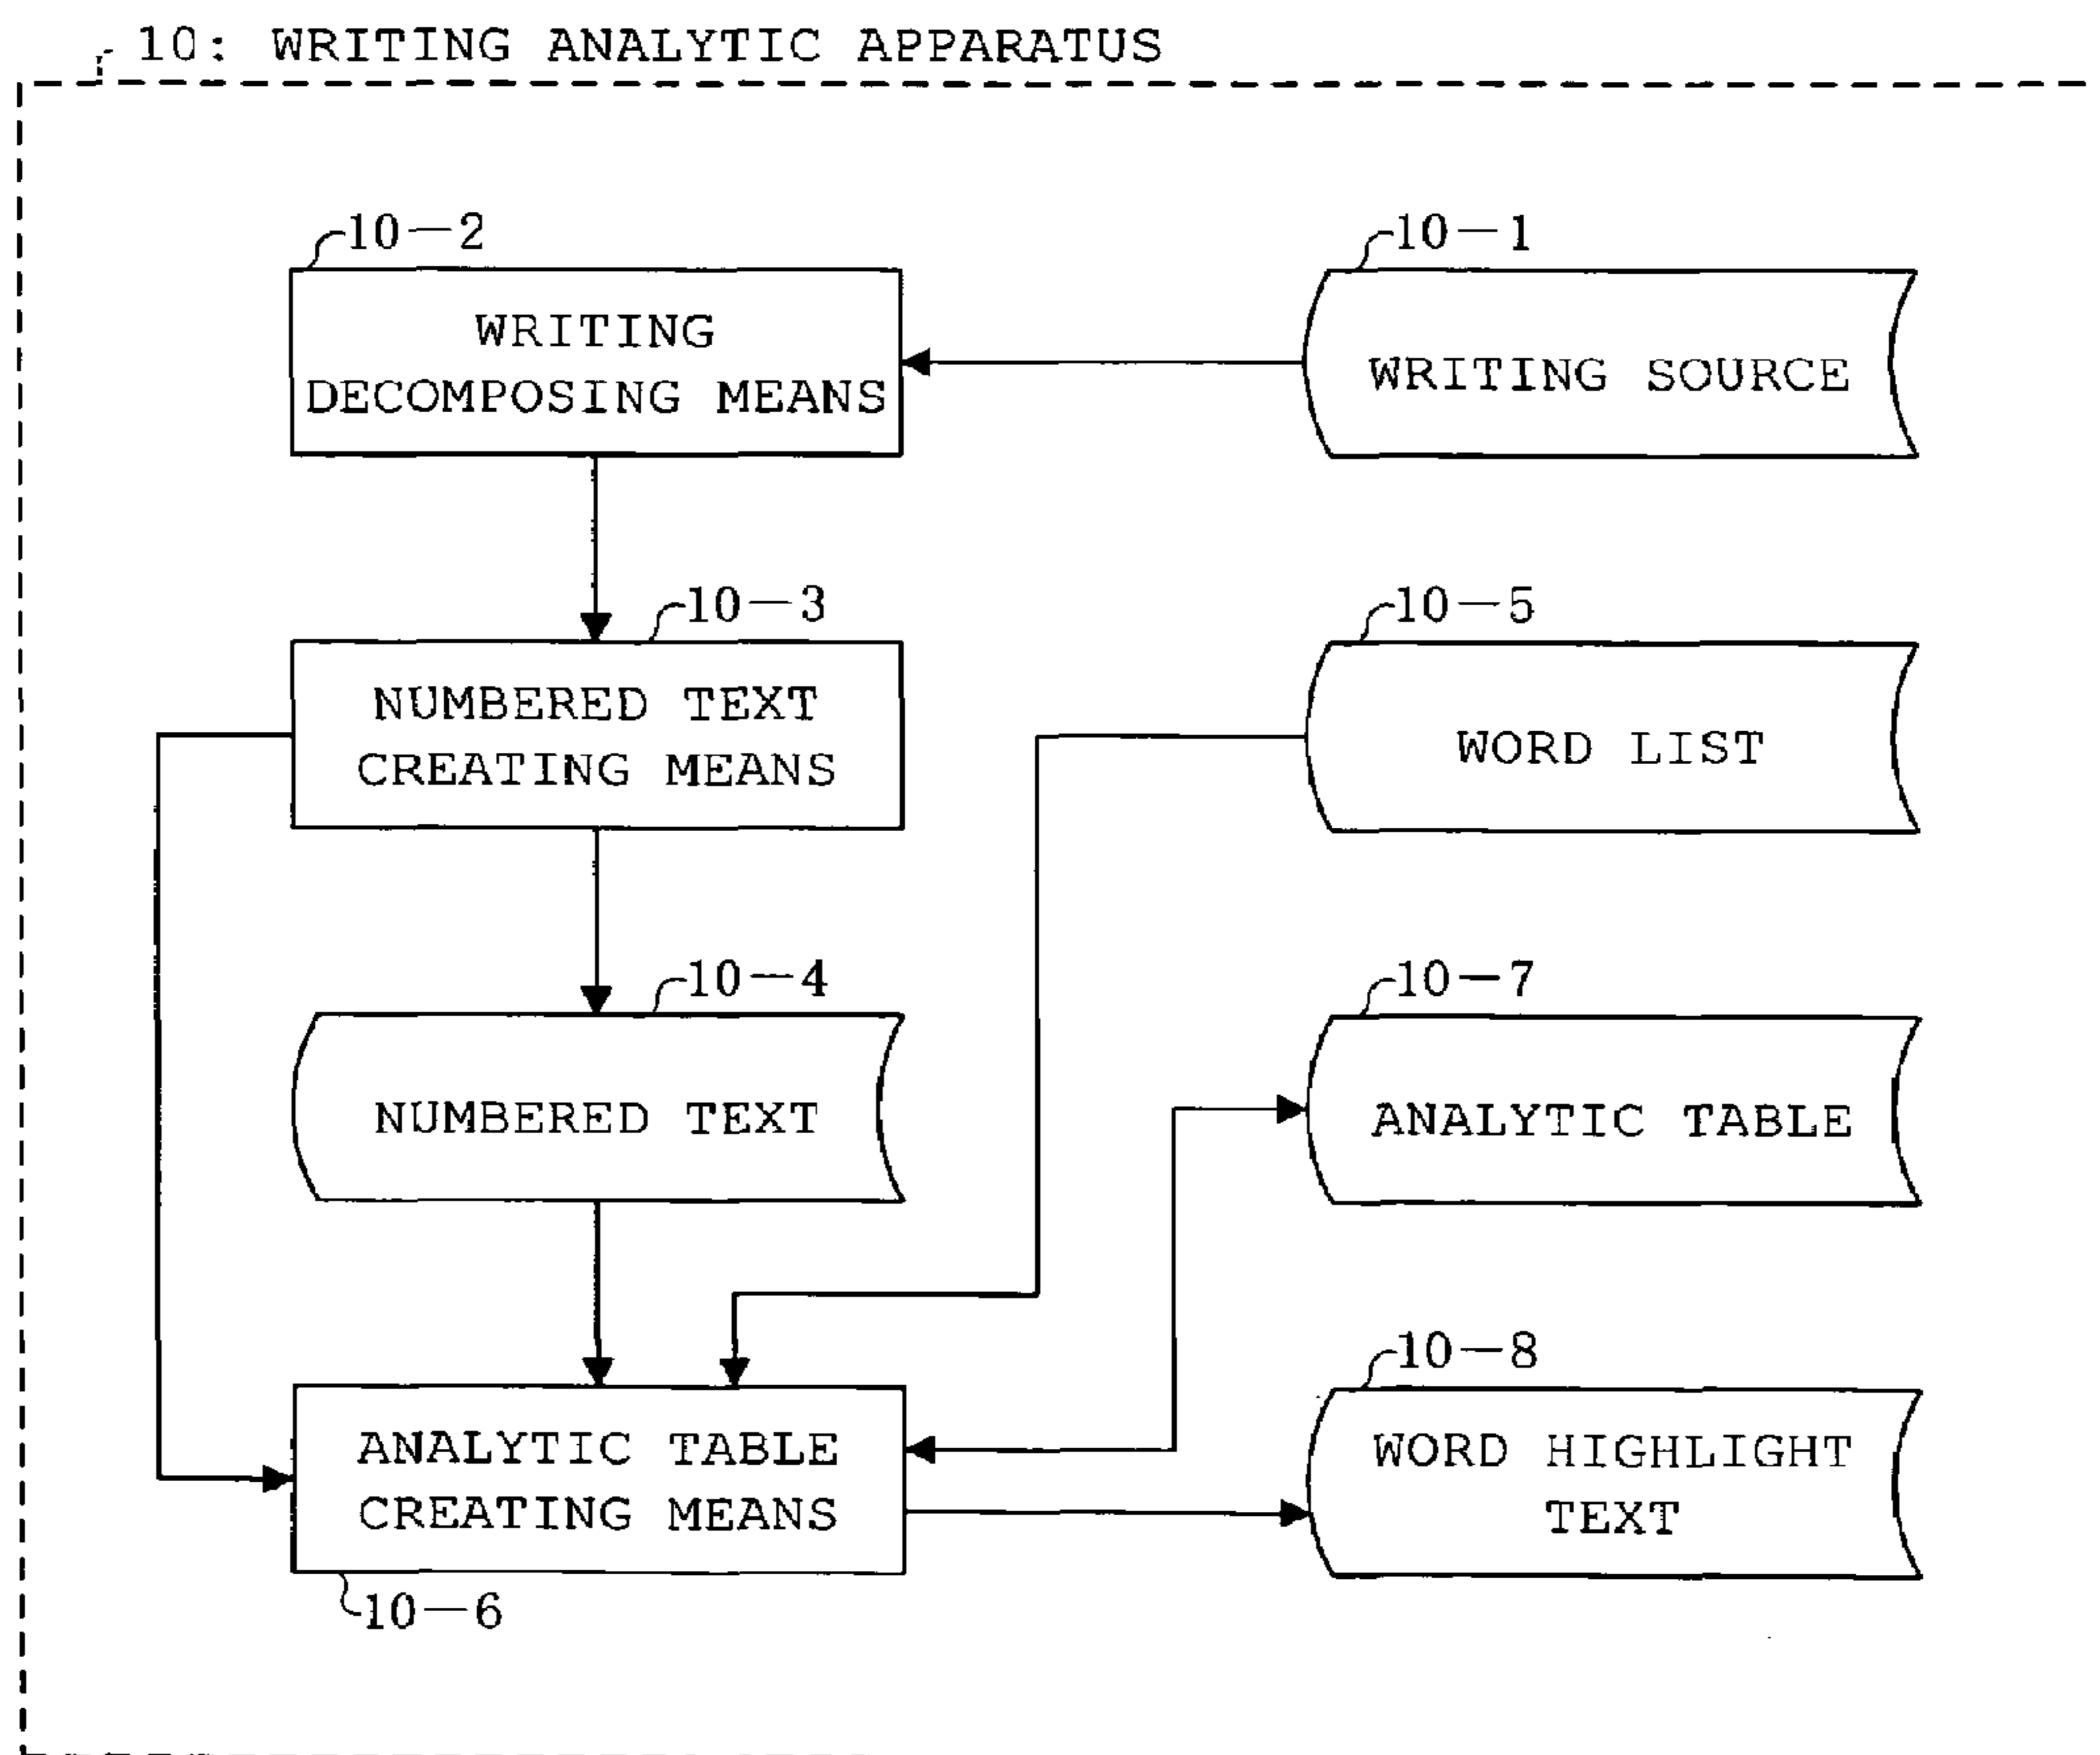 10: WRITING ANALYTIC APPARATUS
10-2
WRITING
DECOMPOSING MEANS
10-1
WRITING SOURCE
10-3
NUMBERED TEXT
CREATING MEANS
10-5
WORD LIST
10-4
NUMBERED TEXT
10-7
ANALYTIC TABLE
ANALYTIC TABLE
CREATING MEANS
10-6
10-8
WORD HIGHLIGHT
TEXT